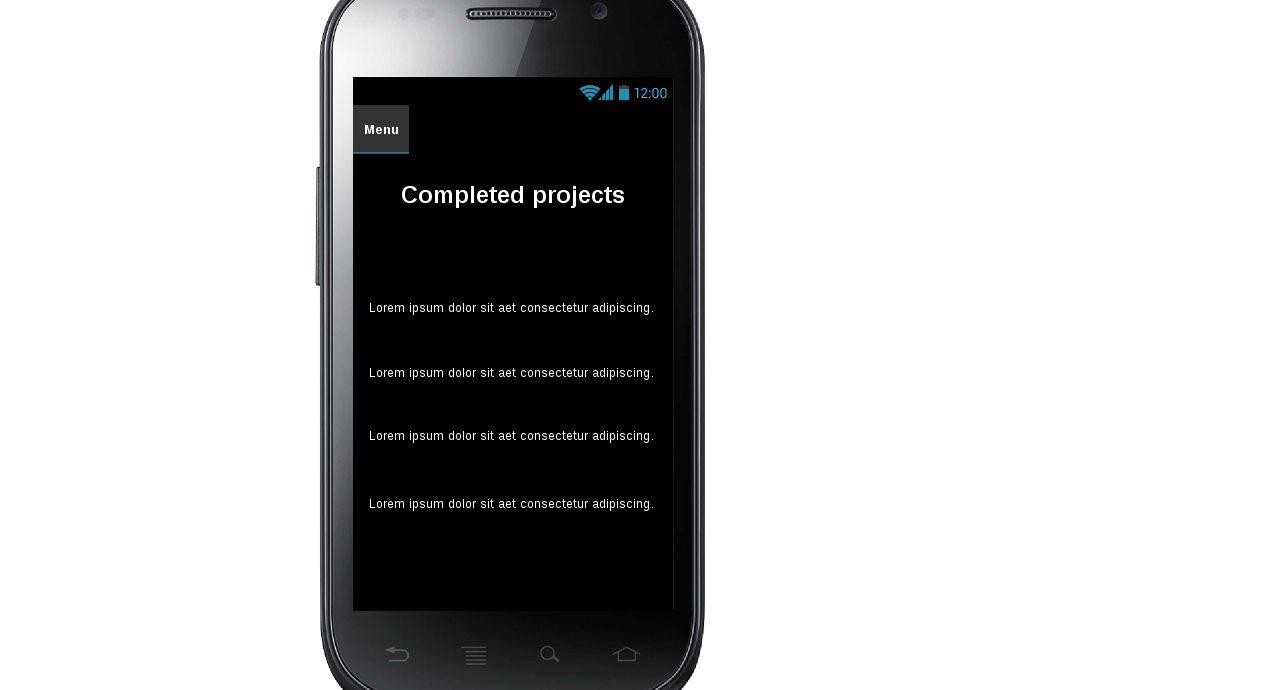 12:00
Menu
Completed projects
Lorem ipsum dolor sit aet consectetur adipiscing.
Lorem ipsum dolor sit aet consectetur adipiscing.
Lorem ipsum dolor sit aet consectetur adipiscing.
Lorem ipsum dolor sit aet consectetur adipiscing.